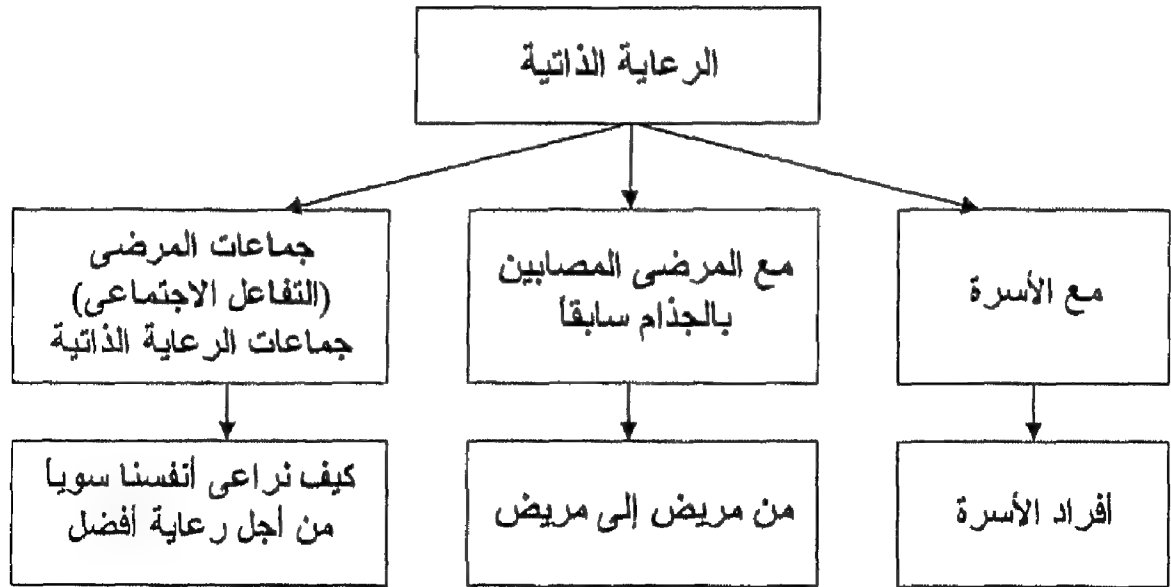 الرعاية الذاتية
مع الأسرة
مع المرضى المصابين
بالجذام سابقاً
جماعات المرضى
(التفاعل الاجتماعى)
جماعات الرعاية الذاتية
أفراد الأسرة
من مريض إلى مريض
كيف نراعى أنفسنا سوياً
من أجل رعاية أفضل